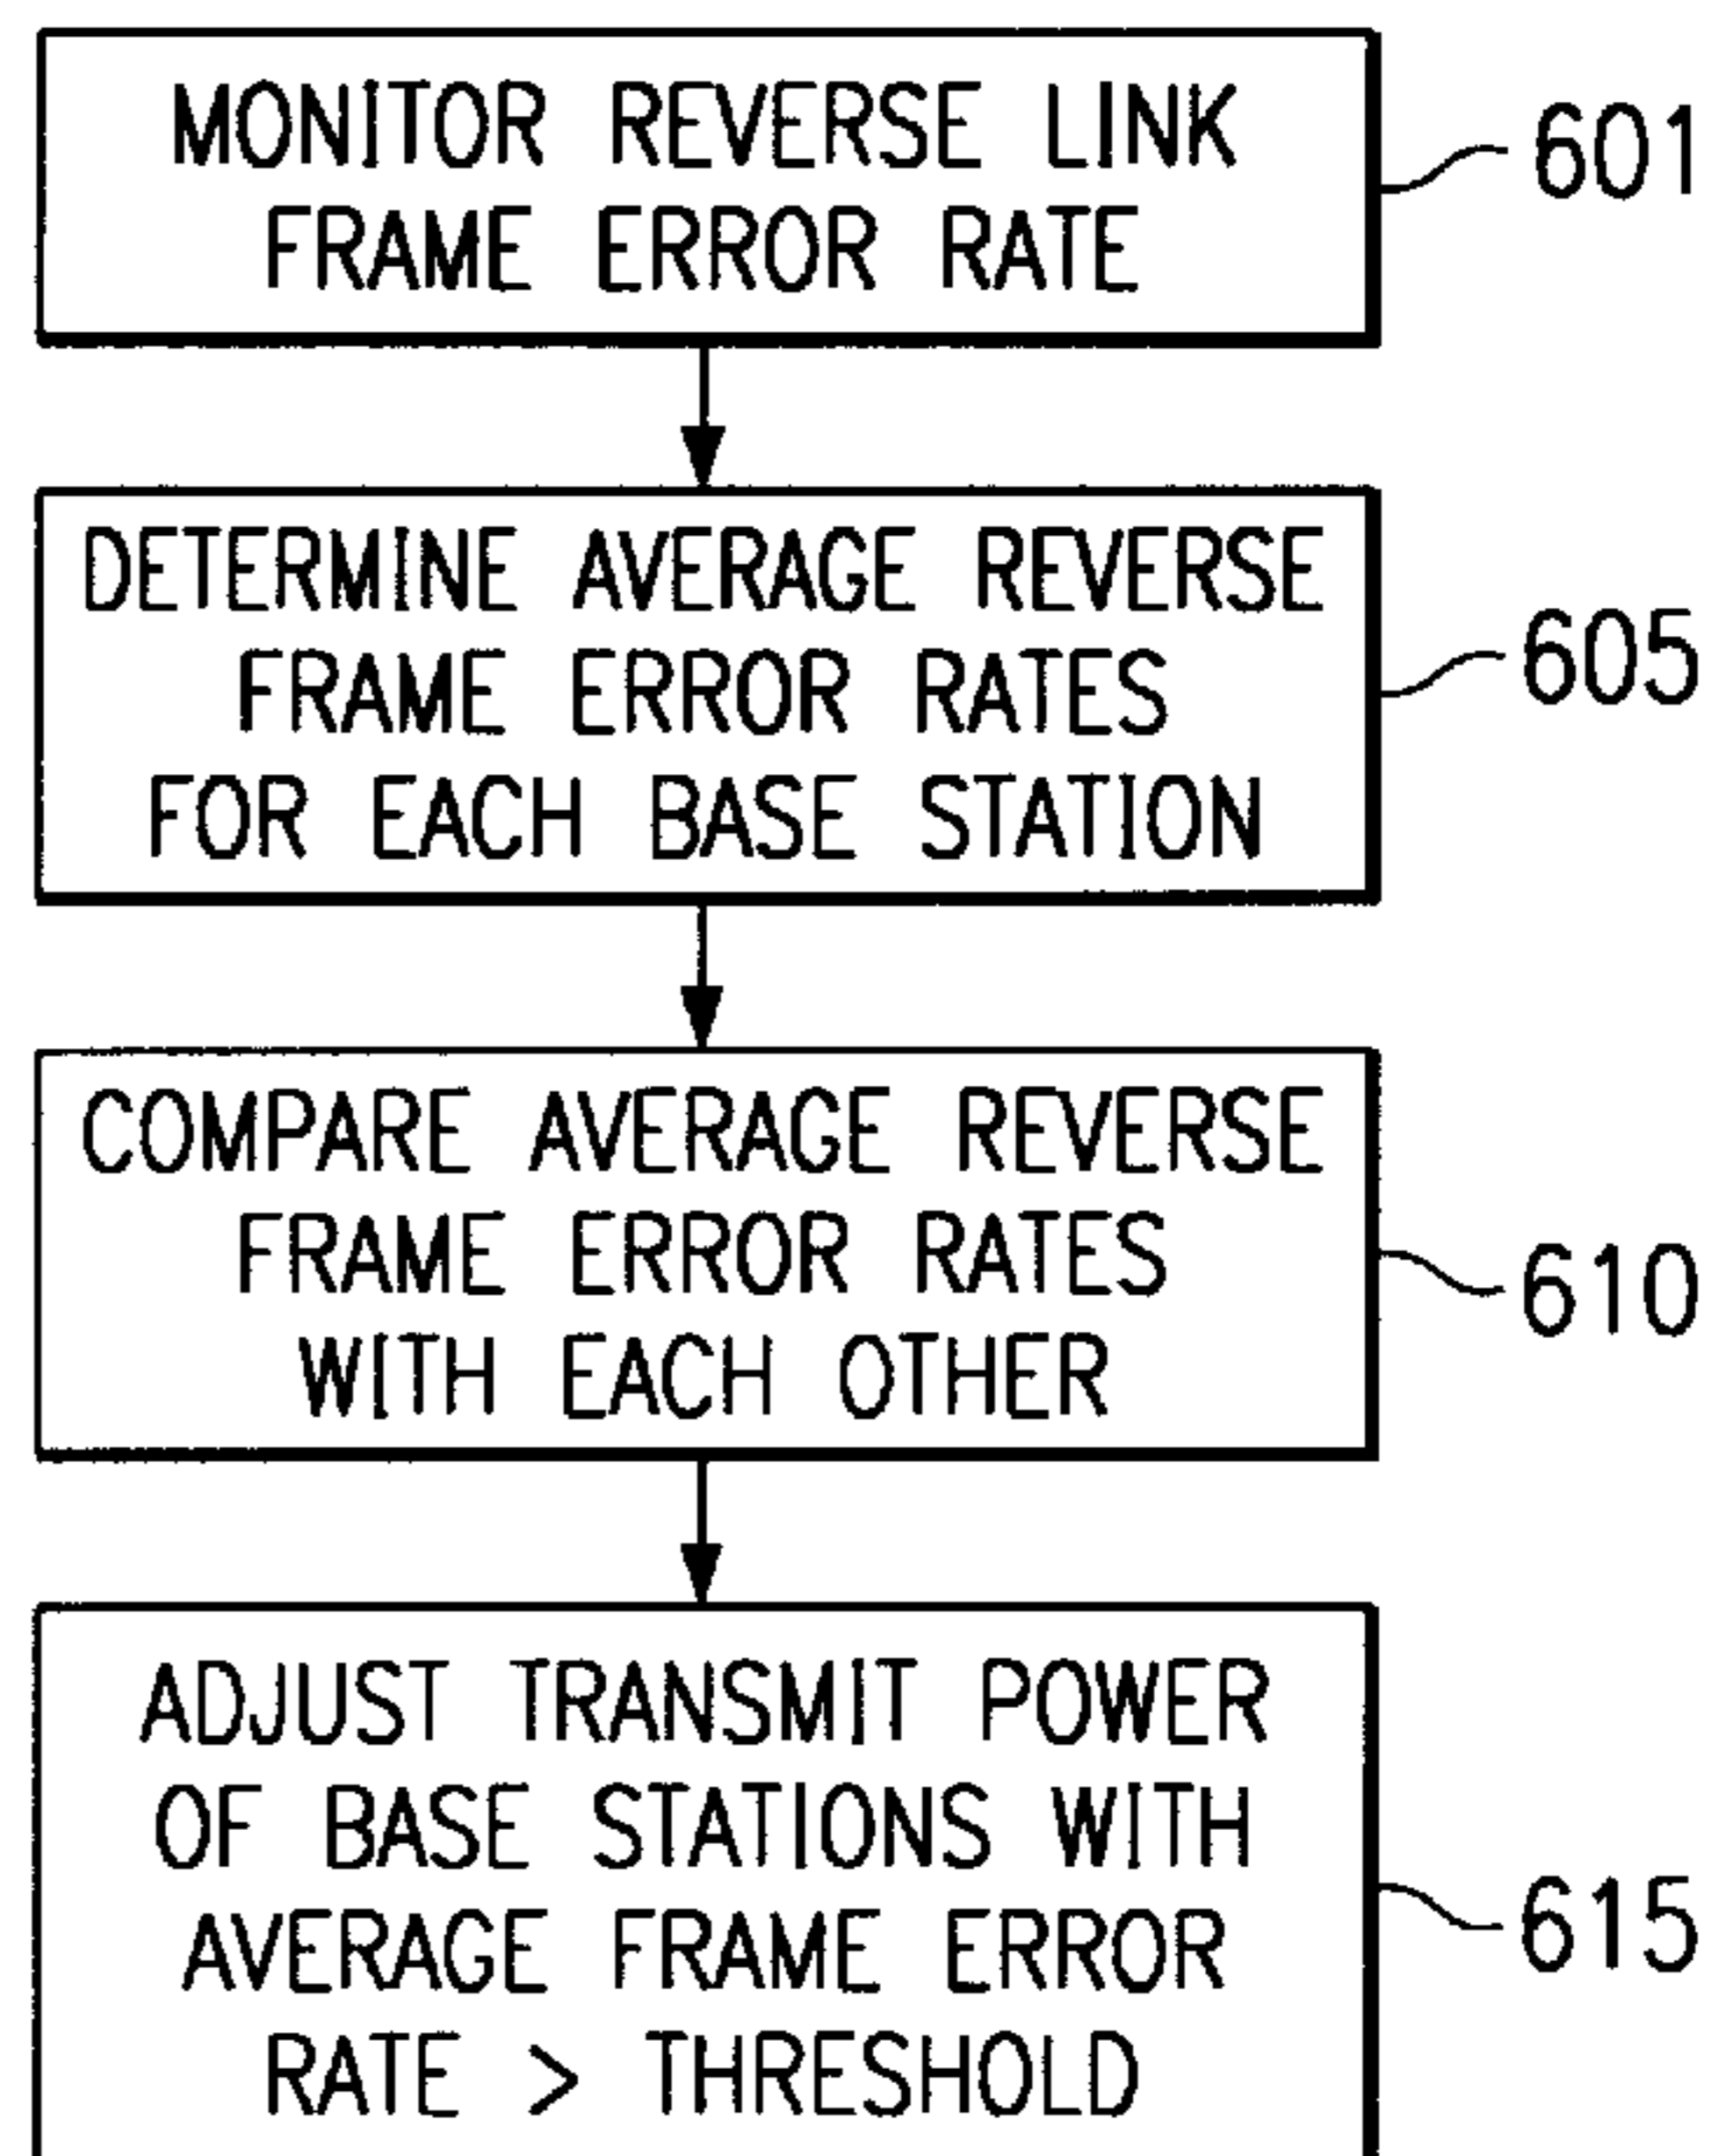 MONITOR REVERSE LINK
FRAME ERROR RATE
601
DETERMINE AVERAGE REVERSE
FRAME ERROR RATES
FOR EACH BASE STATION
605
COMPARE AVERAGE REVERSE
FRAME ERROR RATES
WITH EACH OTHER
610
ADJUST TRANSMIT POWER
OF BASE STATIONS WITH
AVERAGE FRAME ERROR
RATE > THRESHOLD
615